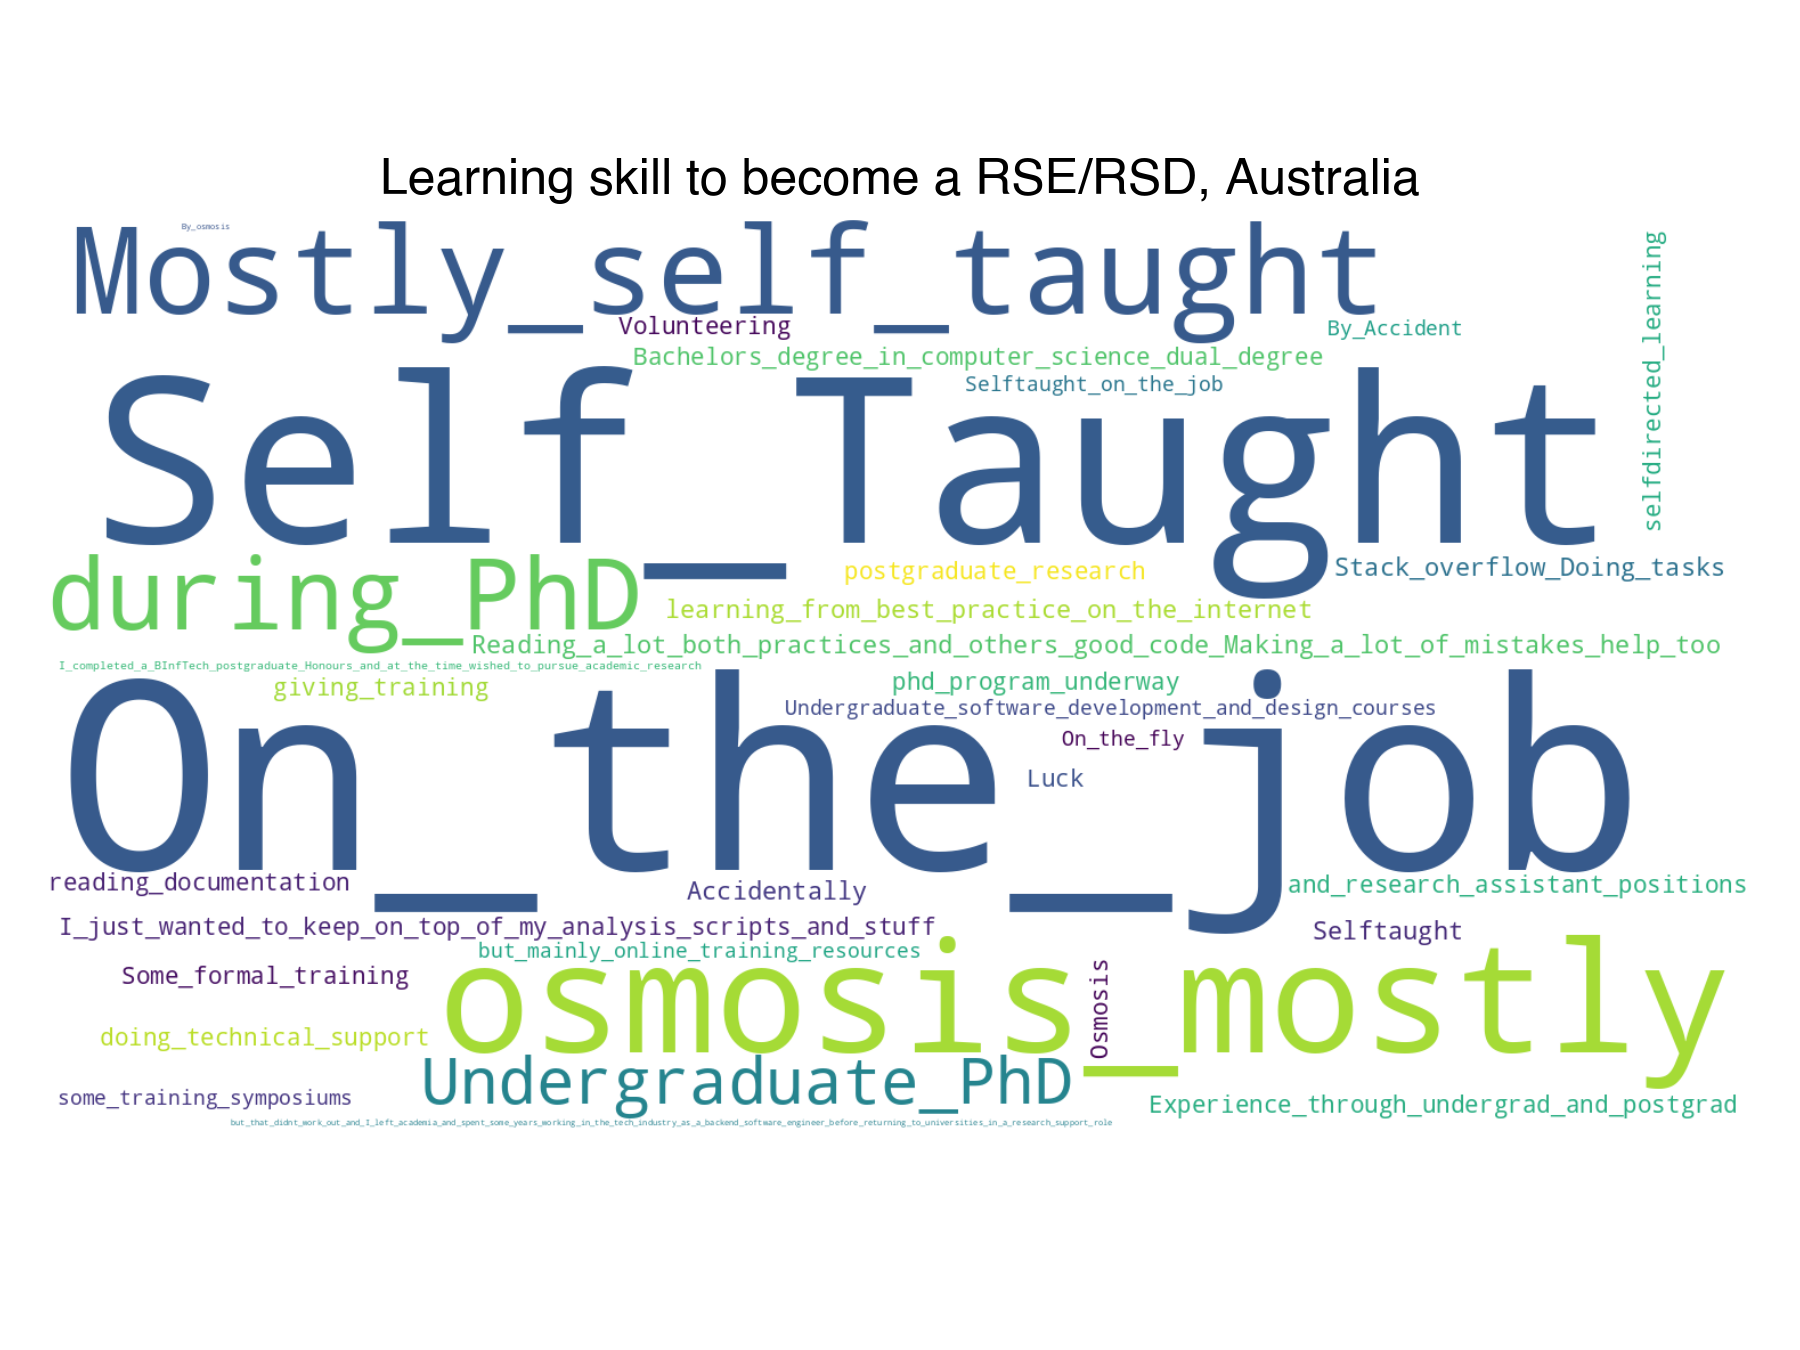 Learning skill to become a RSE/RSD, Australia
By_osmosis
Mostly_self_taught
selfdirected_learning
Volunteering
By_Accident
Bachelors_degree_in_computer_science_dual_degree
Selftaught_on_the_job
Self_Taught
during_PhD
postgraduate_research
Stack_overflow_Doing_tasks
learning_from_best_practice_on_the_internet
Reading_a_lot_both_practices_and_others_good_code_Making_a_lot_of_mistakes_help_too
I_completed_a_BInfTech_postgraduate_Honours_and_at_the_time_wished_to_pursue_academic_research
giving_training
phd_program_underway
Undergraduate_software_development_and_design_courses
On_the_fly
Luck
On_the_job
reading_documentation
Accidentally
and_research_assistant_positions
I_just_wanted_to_keep_on_top_of_my_analysis_scripts_and_stuff
Selftaught
but_mainly_online_training_resources
Some_formal_training
osmosis_mostly
Osmosis
doing_technical_support
Undergraduate_PhD
some_training_symposiums
Experience_through_undergrad_and_postgrad
but_that_didnt_work_out_and_I_left_academia_and_spent_some_years_working_in_the_tech_industry_as_a_backend_software_engineer_before_returning_to_universities_in_a_research_support_role